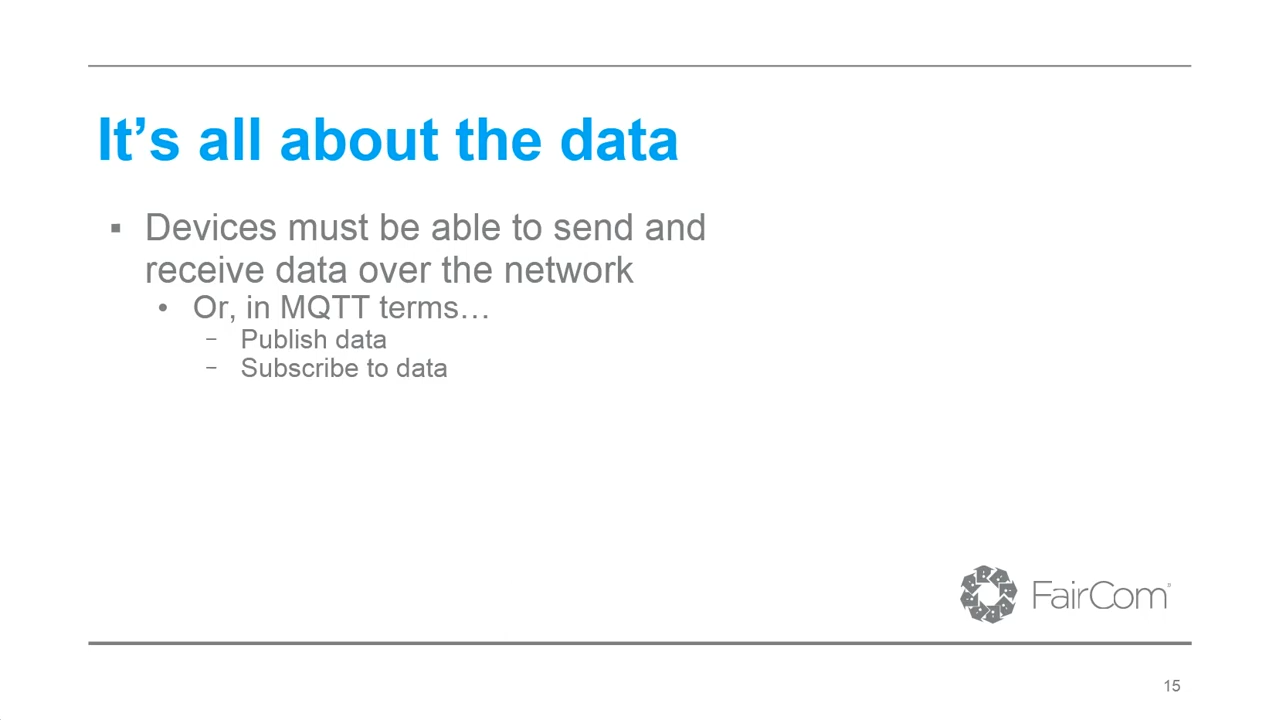 It’s all about the data
▪ Devices must be able to send and
receive data over the network
• Or, in MQTT terms…
− Publish data
− Subscribe to data
FairCom®
15